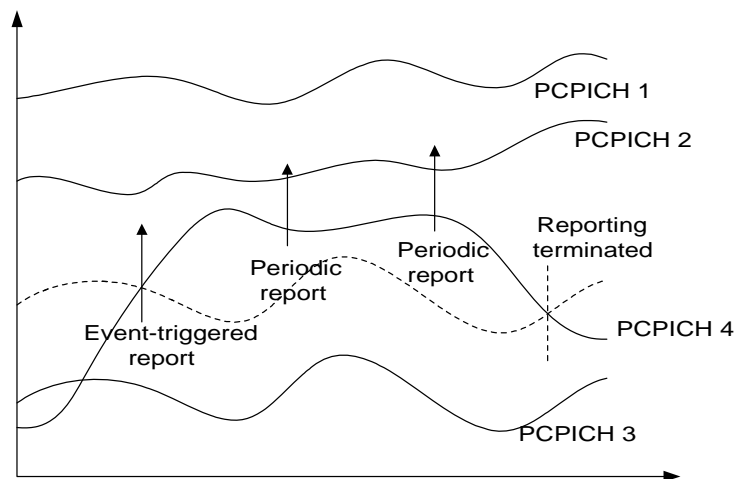 PCPICH 1
PCPICH 2
Reporting
terminated
Periodic
report
Periodic
report
Event-triggered
report
PCPICH 4
PCPICH 3